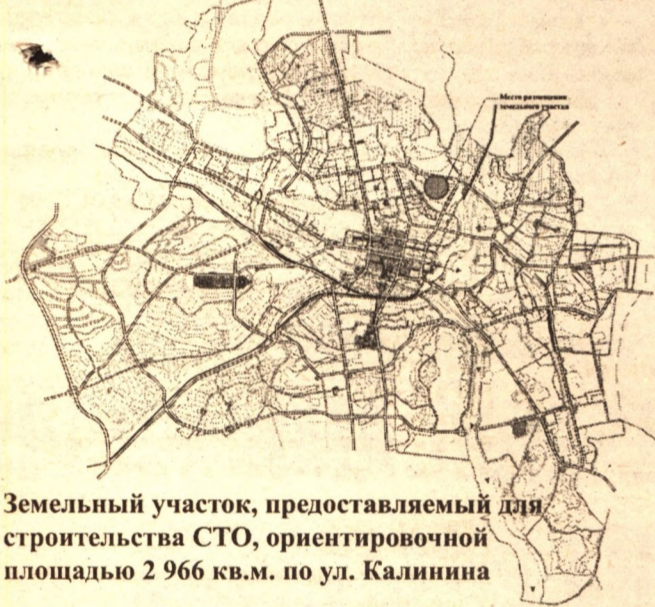 Место размещения
земельного участка
Земельный участок, предоставляемый для
строительства СТО, ориентировочной
площадью 2 966 кв.м. по ул. Калинина